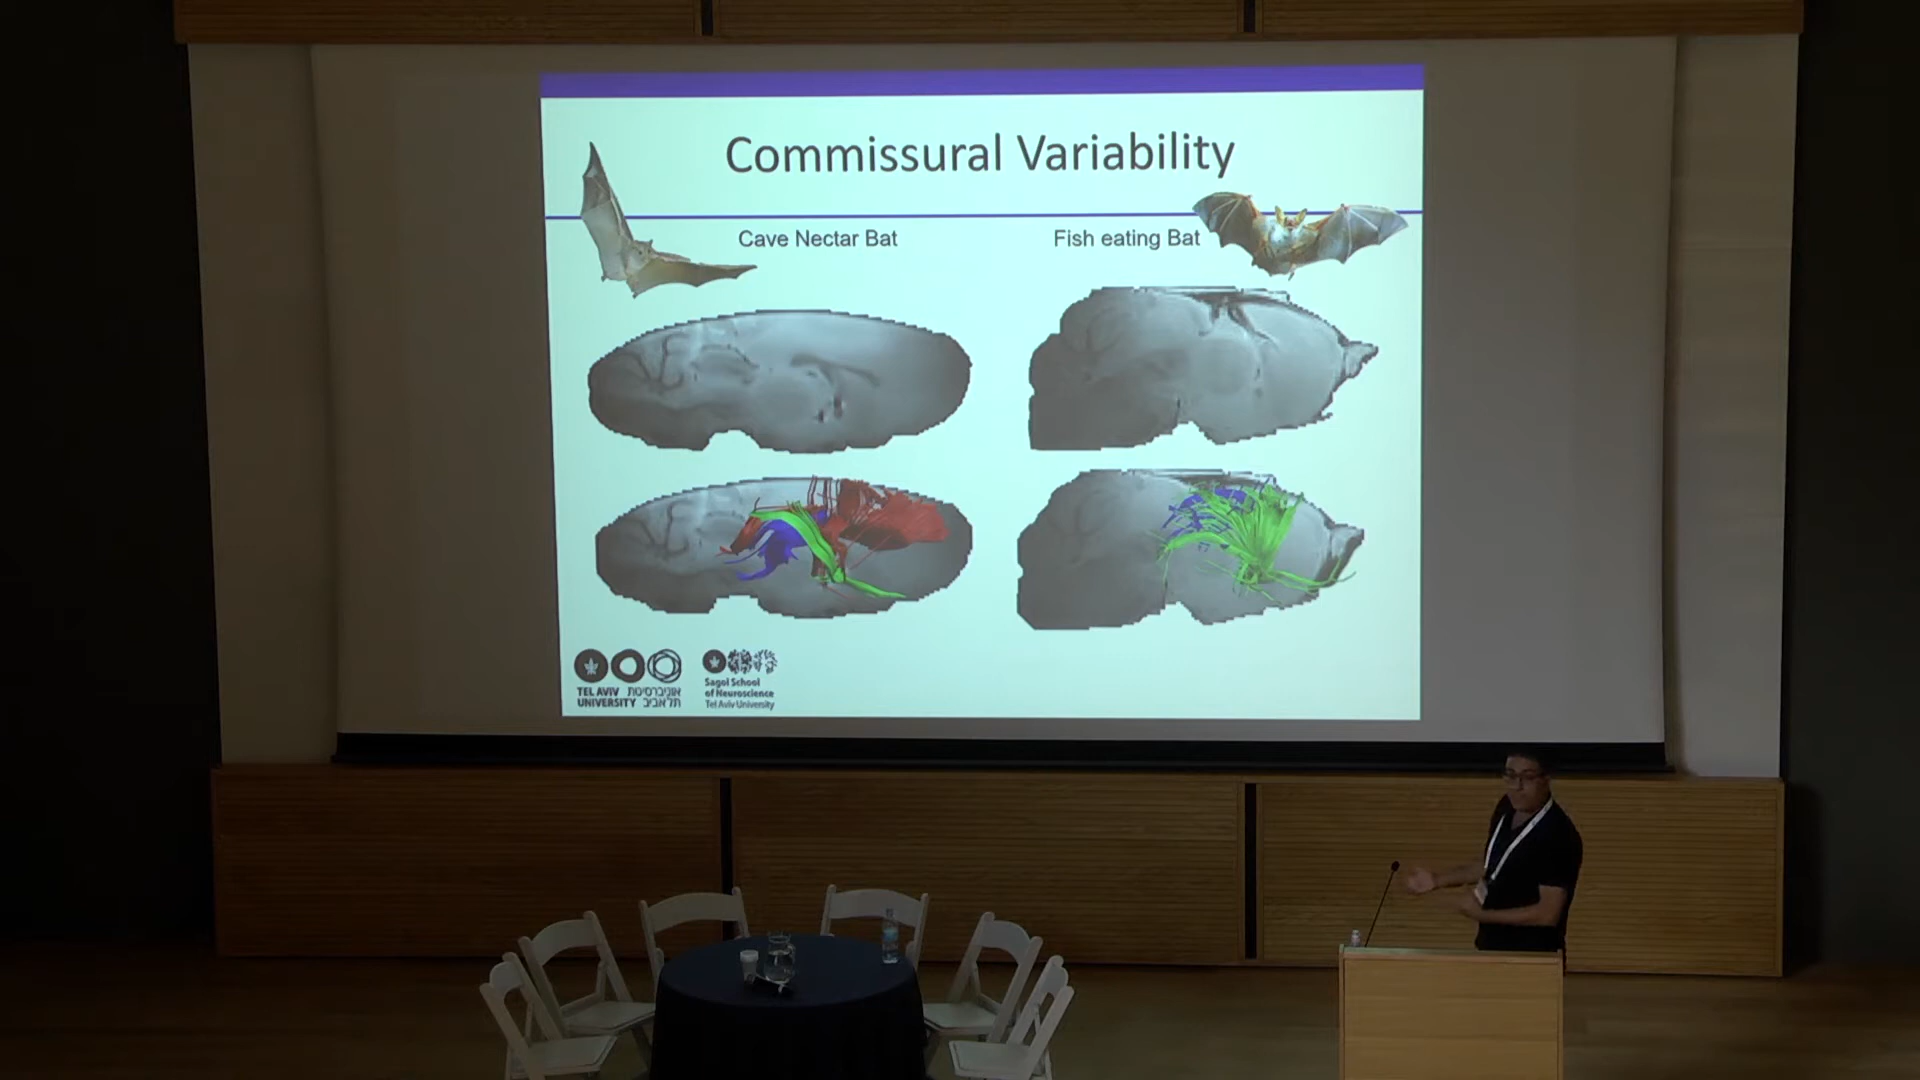 Commissural Variability
Cave Nectar Bat
Fish eating Bat
TEL AVIV אוניברסיטת
UNIVERSITY תל אביב
Sagol School
of Neuroscience
Tel Aviv University